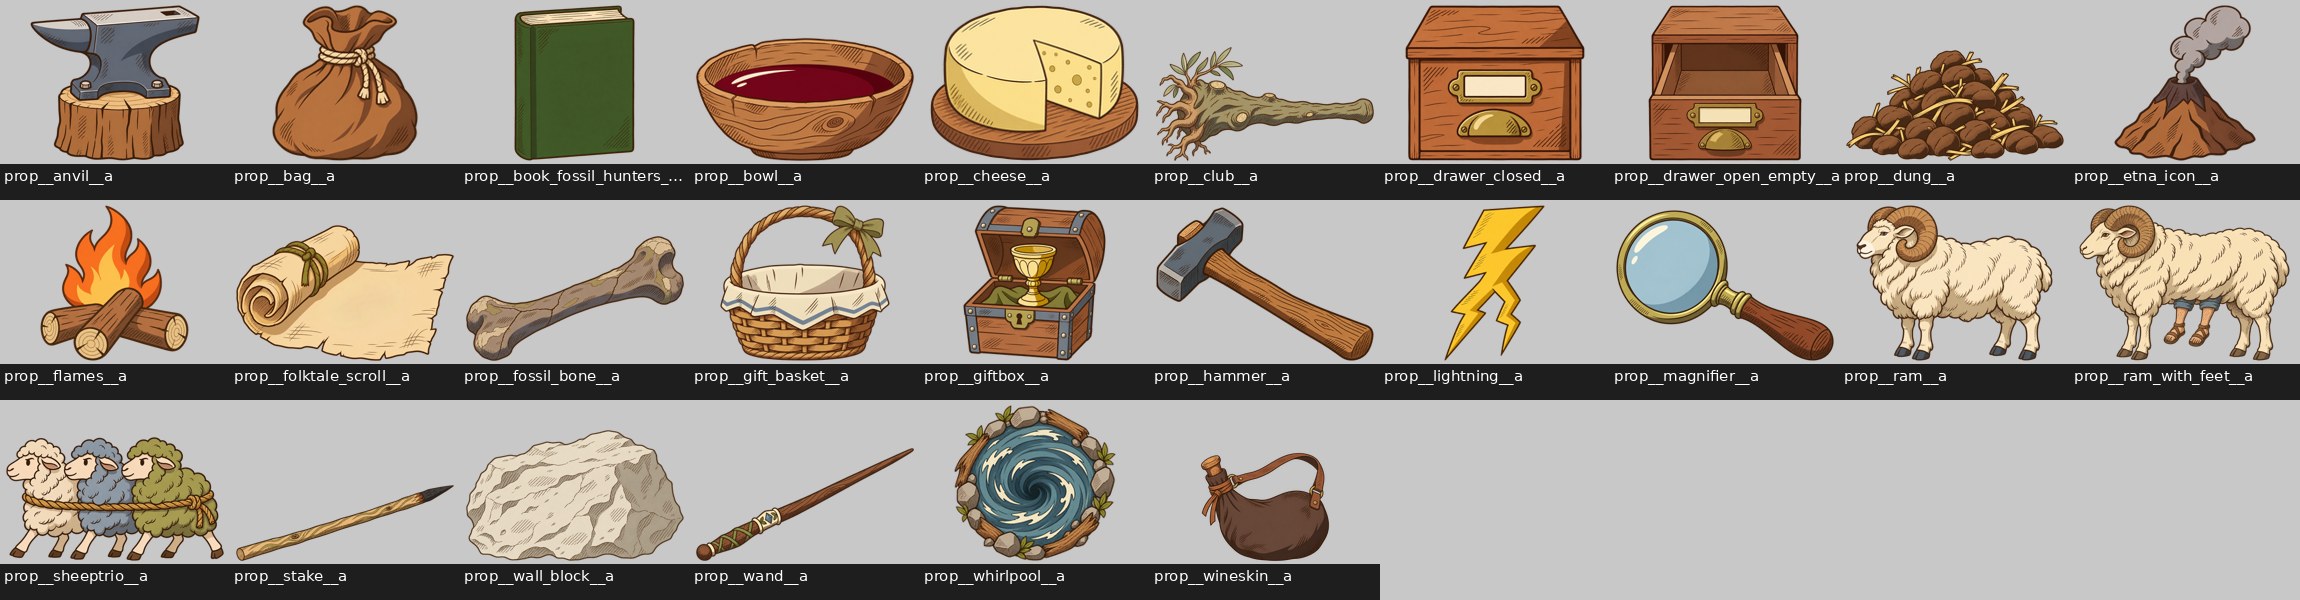 prop__anvil__a
prop__bag__a
prop__book_fossil_hunters_...
prop__bowl__a
prop__cheese__a
prop__club__a
prop__drawer_closed__a
prop__drawer_open_empty__a
prop__dung__a
prop__etna_icon__a
prop__flames__a
prop__folktale_scroll__a
prop__fossil_bone__a
prop__gift_basket__a
prop__giftbox__a
prop__hammer__a
prop__lightning__a
prop__magnifier__a
prop__ram__a
prop__ram_with_feet__a
prop__sheeptrio__a
prop__stake__a
prop__wall_block__a
prop__wand__a
prop__whirlpool__a
prop__wineskin__a